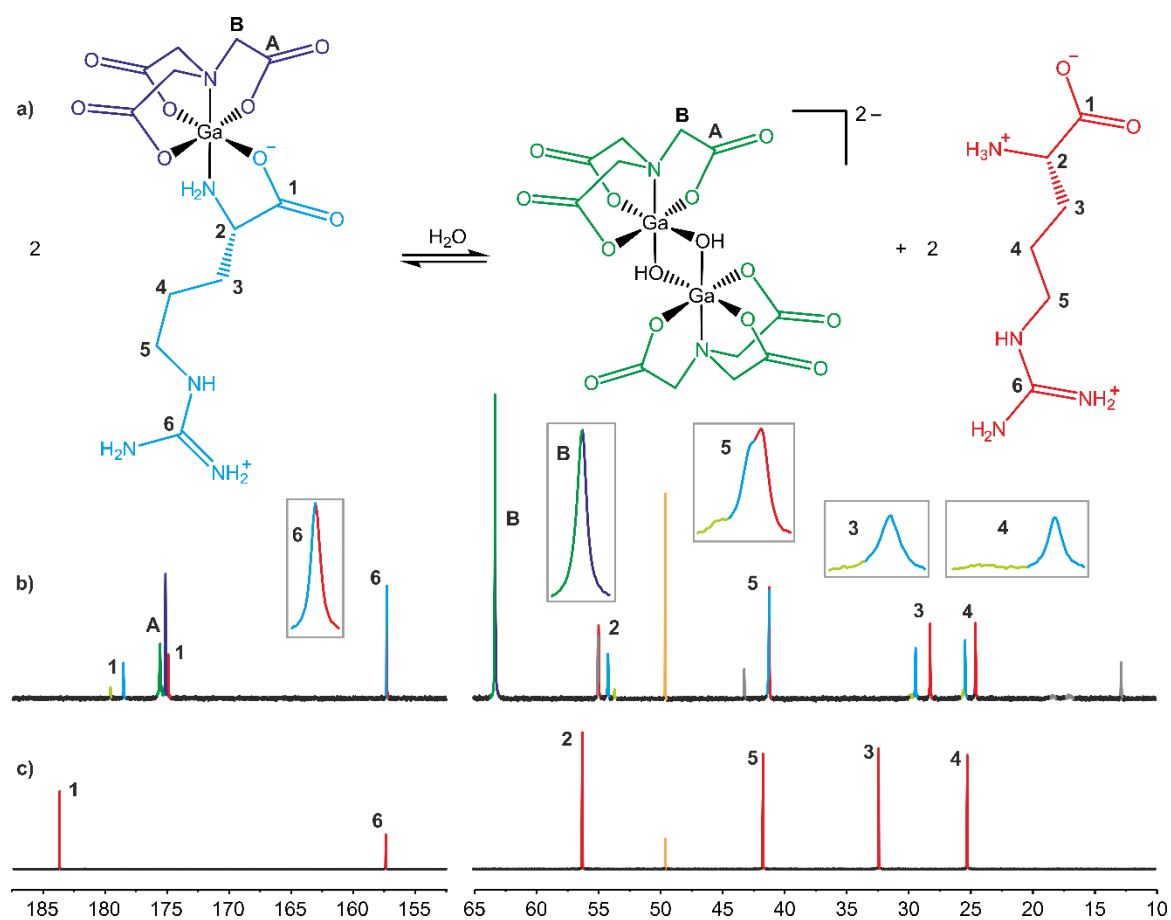 a)
B
A
O
O
O
N
O
O
O
Ga
O⁻
H₂N
1
2
O
3
4
5
NH
6
H₂N
NH₂⁺
2
H₂O
2 –
B
A
O
O
O
N
O
O
O
Ga
OH
HO
Ga
O
O
O
N
O
O
O
+ 2
O⁻
1
O
H₃N⁺
2
3
4
5
HN
6
H₂N
NH₂⁺
b)
1
A
1
6
6
B
B
2
5
5
3
3
4
4
c)
1
6
2
5
3
4
185 180 175 170 165 160 155 65 60 55 50 45 40 35 30 25 20 15 10